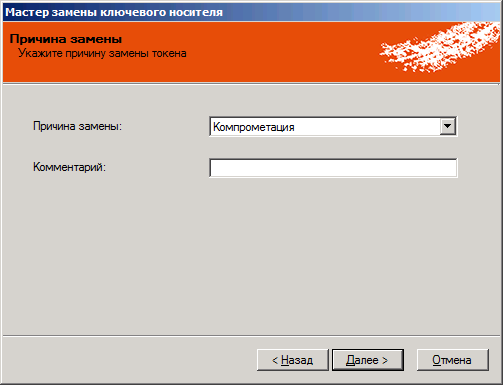 Мастер замены ключевого носителя
Причина замены
Укажите причину замены токена
Причина замены: Компрометация
Комментарий:
< Назад Далее > Отмена